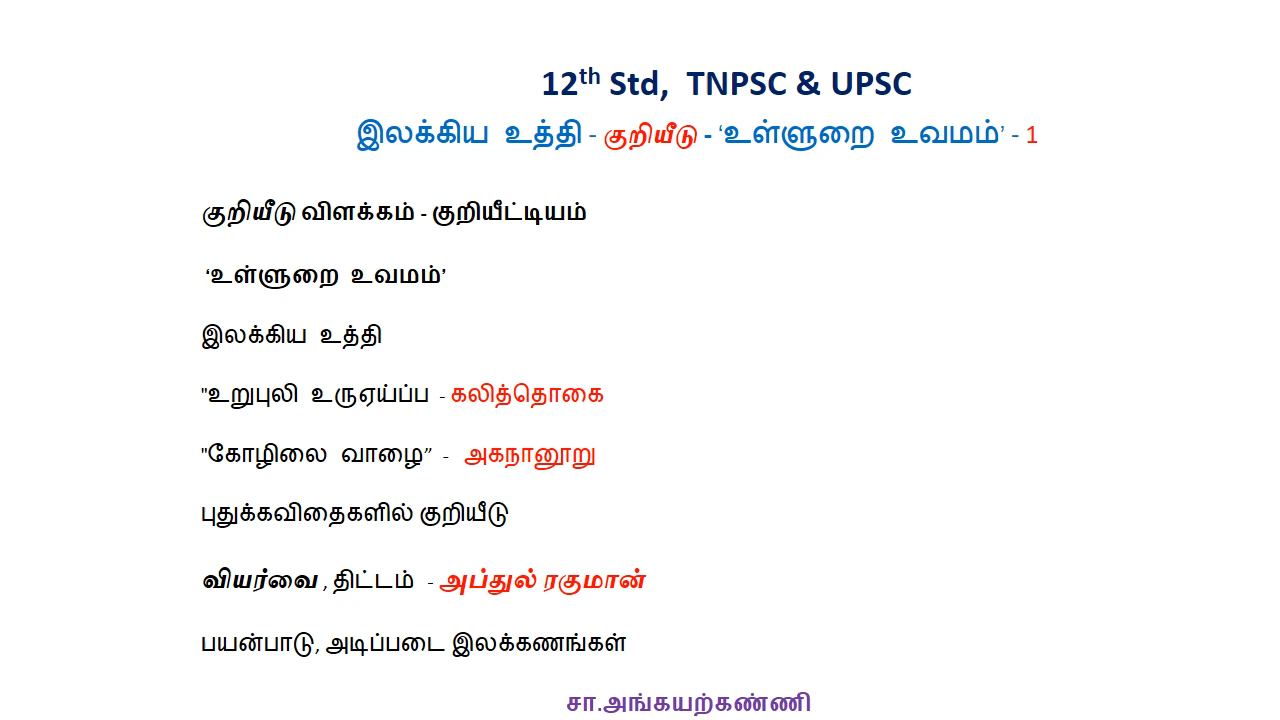 12th Std, TNPSC & UPSC
இலக்கிய உத்தி - குறியீடு - ‘உள்ளுறை உவமம்’ - 1
குறியீடு விளக்கம் - குறியீட்டியம்
‘உள்ளுறை உவமம்’
இலக்கிய உத்தி
"உறுபுலி உருஏய்ப்ப - கலித்தொகை
"கோழிலை வாழை” - அகநானூறு
புதுக்கவிதைகளில் குறியீடு
வியர்வை , திட்டம் - அப்துல் ரகுமான்
பயன்பாடு, அடிப்படை இலக்கணங்கள்
சா.அங்கயற்கண்ணி